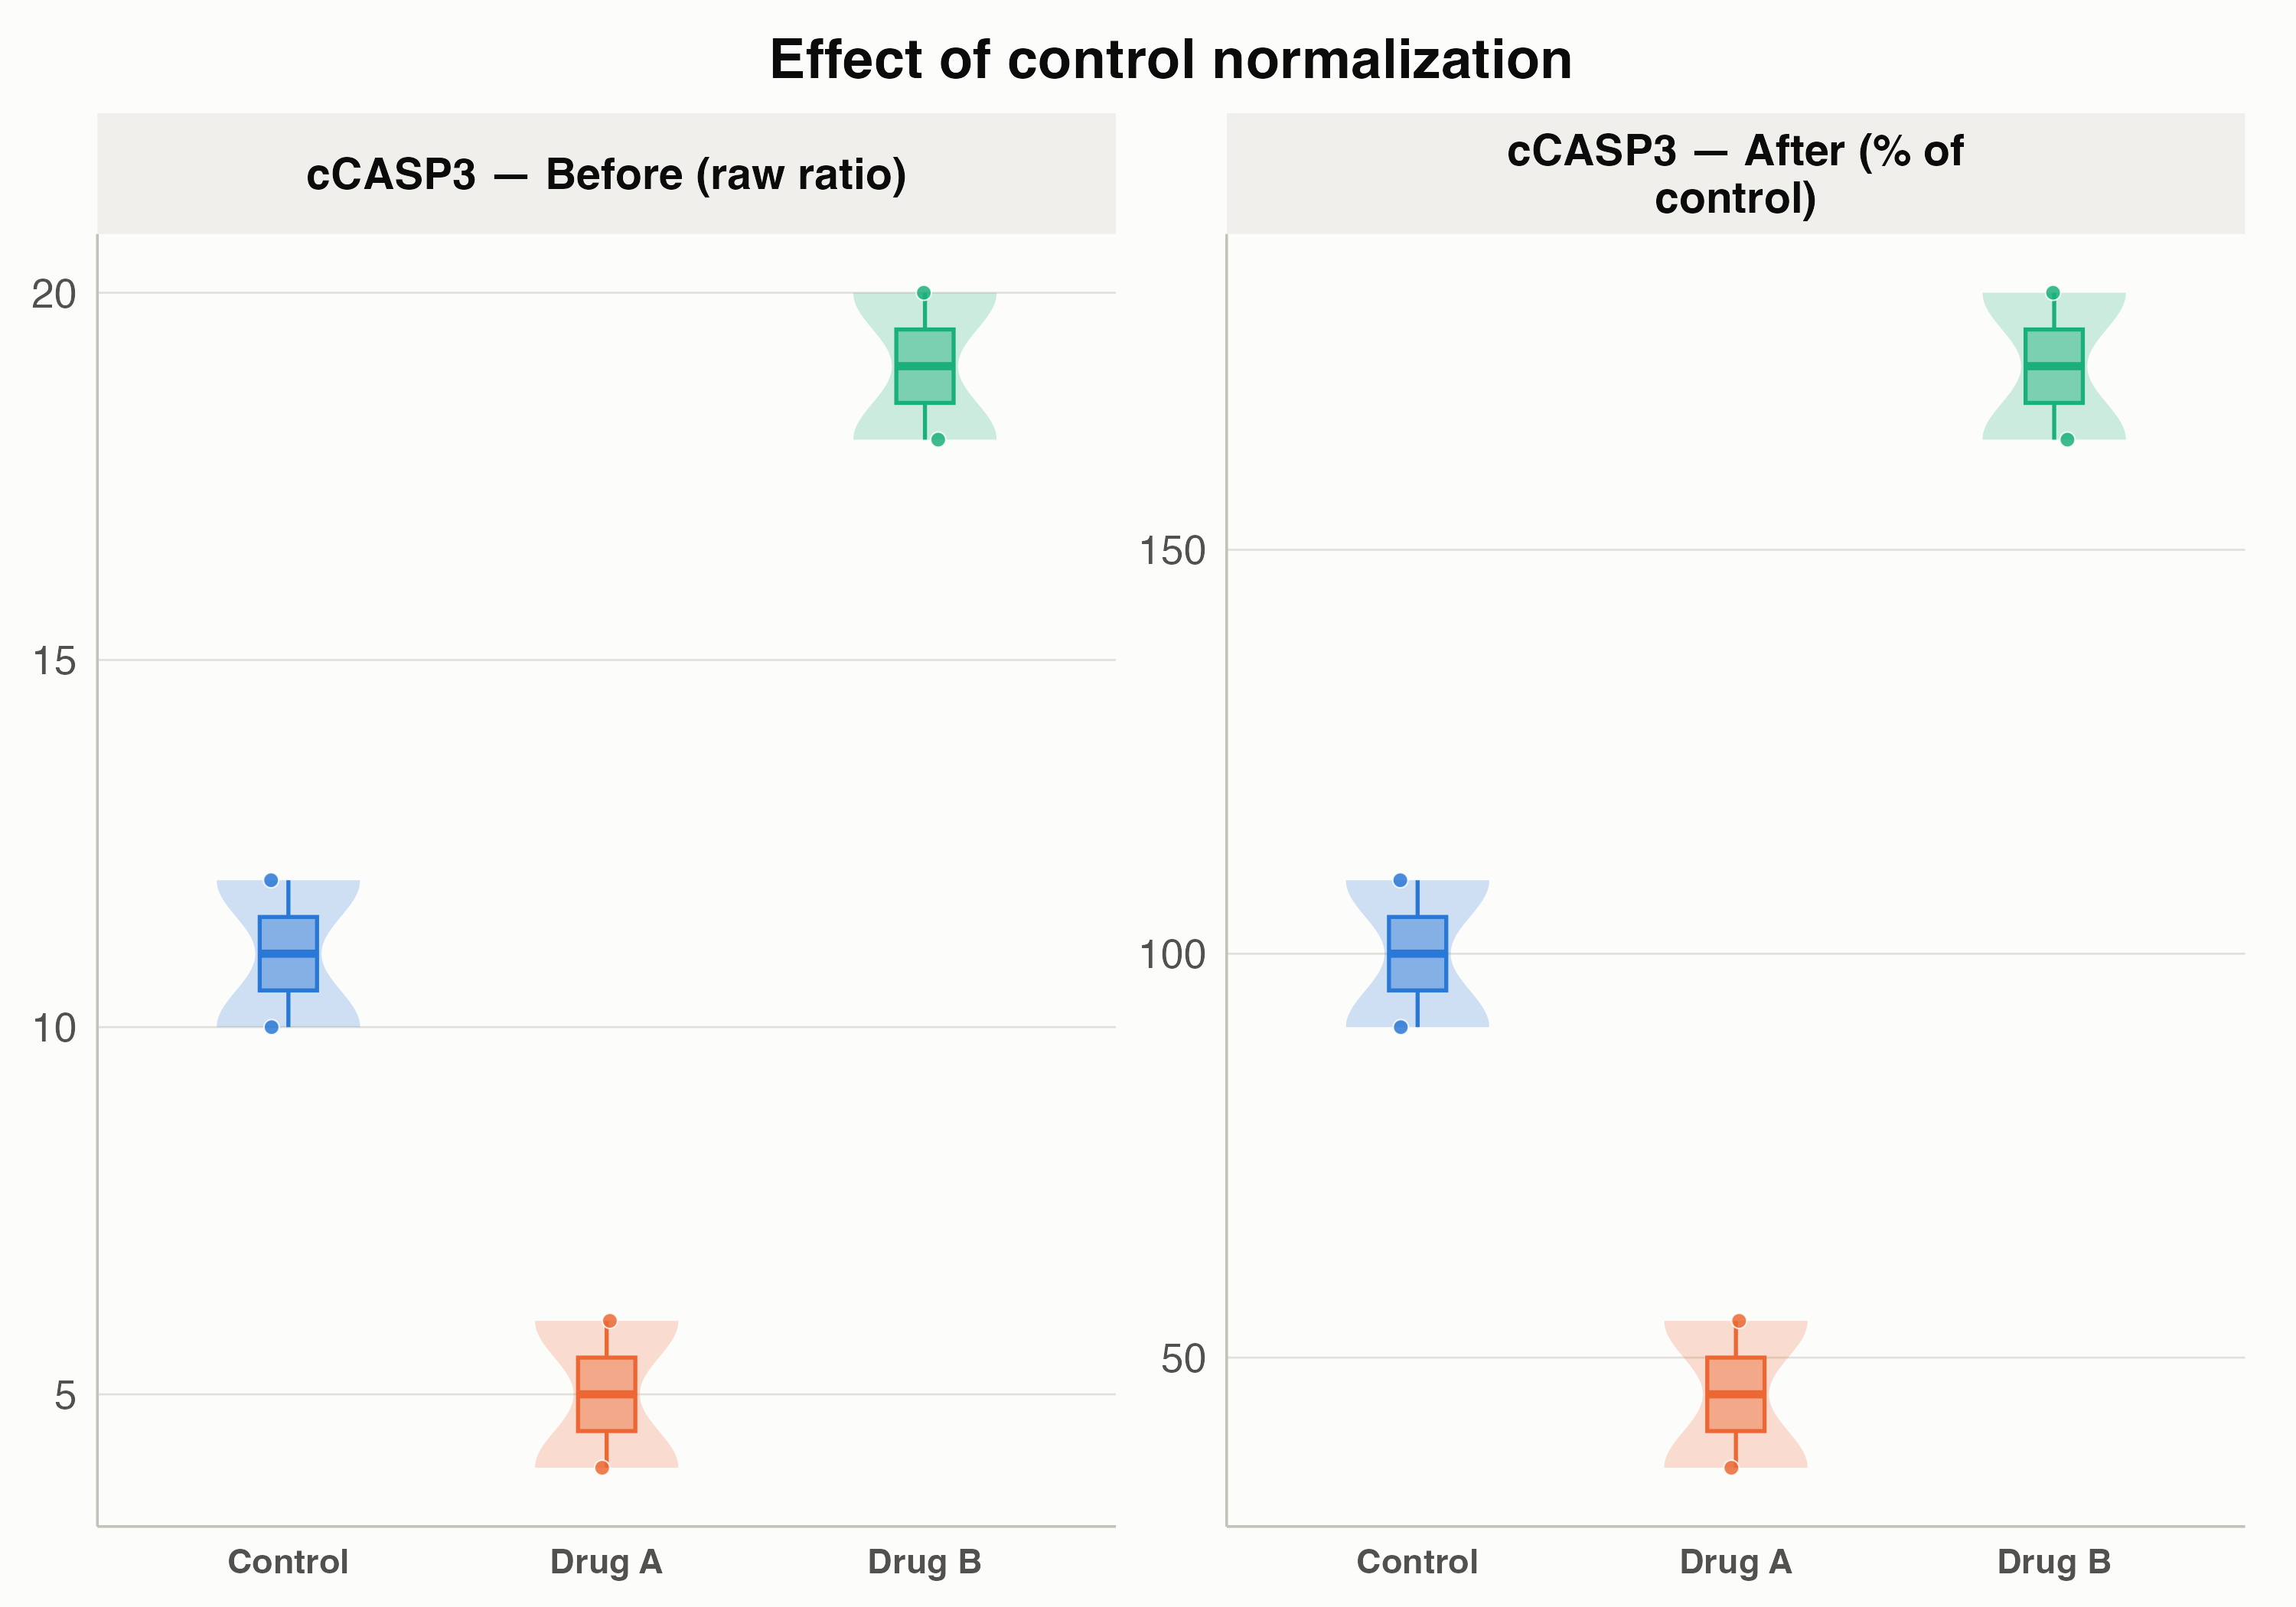 Effect of control normalization
cCASP3 — Before (raw ratio)
cCASP3 — After (% of
control)
20
15
10
5
150
100
50
Control
Drug A
Drug B
Control
Drug A
Drug B